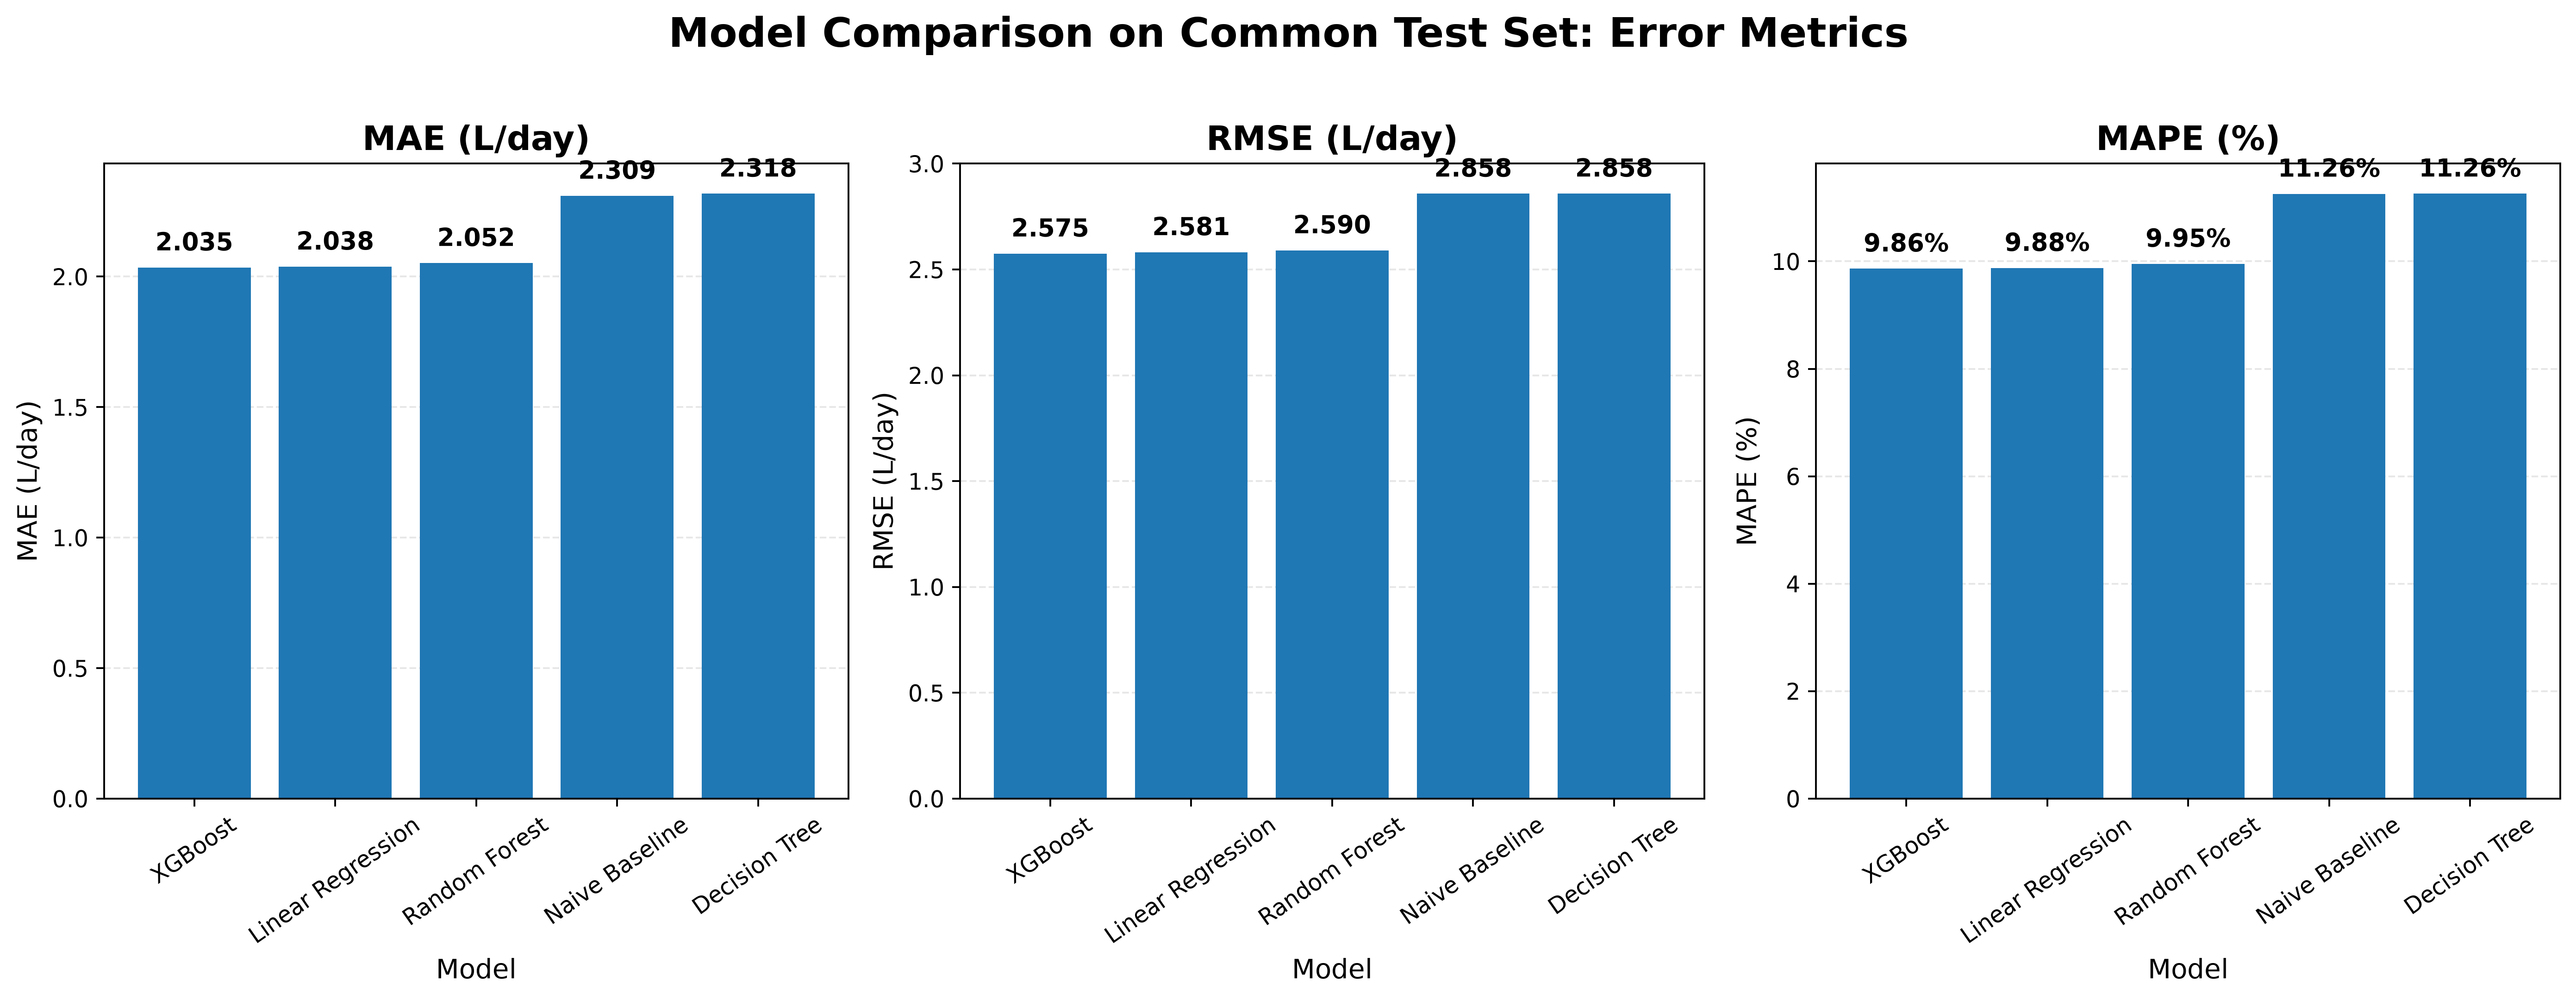 Model Comparison on Common Test Set: Error Metrics
MAE (L/day)
MAE (L/day)
2.0
1.5
1.0
0.5
0.0
2.035
2.038
2.052
2.309
2.318
XGBoost
Linear Regression
Random Forest
Naive Baseline
Decision Tree
Model
RMSE (L/day)
RMSE (L/day)
3.0
2.5
2.0
1.5
1.0
0.5
0.0
2.575
2.581
2.590
2.858
2.858
XGBoost
Linear Regression
Random Forest
Naive Baseline
Decision Tree
Model
MAPE (%)
MAPE (%)
10
8
6
4
2
0
9.86%
9.88%
9.95%
11.26%
11.26%
XGBoost
Linear Regression
Random Forest
Naive Baseline
Decision Tree
Model